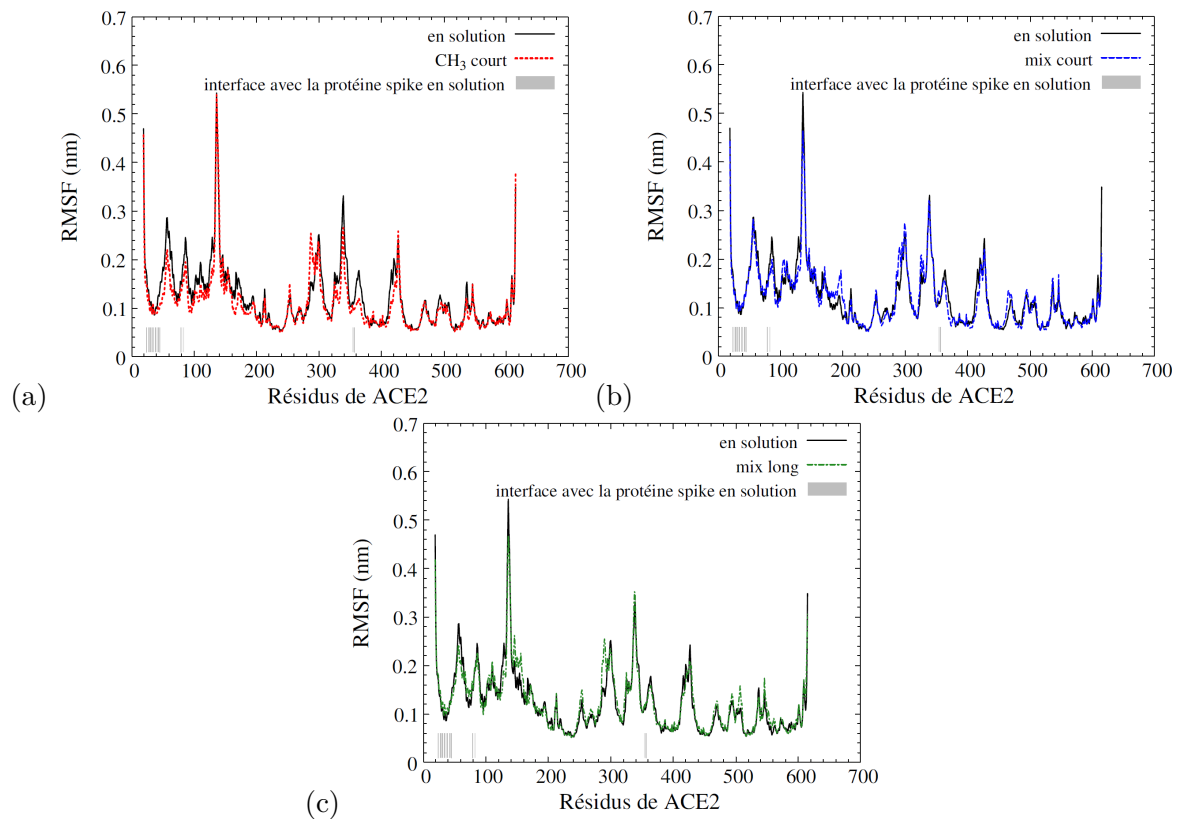 0.7
0.6
0.5
0.4
0.3
0.2
0.1
0
RMSF (nm)
en solution
CH3 court
interface avec la protéine spike en solution
0 100 200 300 400 500 600 700
Résidus de ACE2
(a)
0.7
0.6
0.5
0.4
0.3
0.2
0.1
0
RMSF (nm)
en solution
mix court
interface avec la protéine spike en solution
0 100 200 300 400 500 600 700
Résidus de ACE2
(b)
0.7
0.6
0.5
0.4
0.3
0.2
0.1
0
RMSF (nm)
en solution
mix long
interface avec la protéine spike en solution
0 100 200 300 400 500 600 700
Résidus de ACE2
(c)